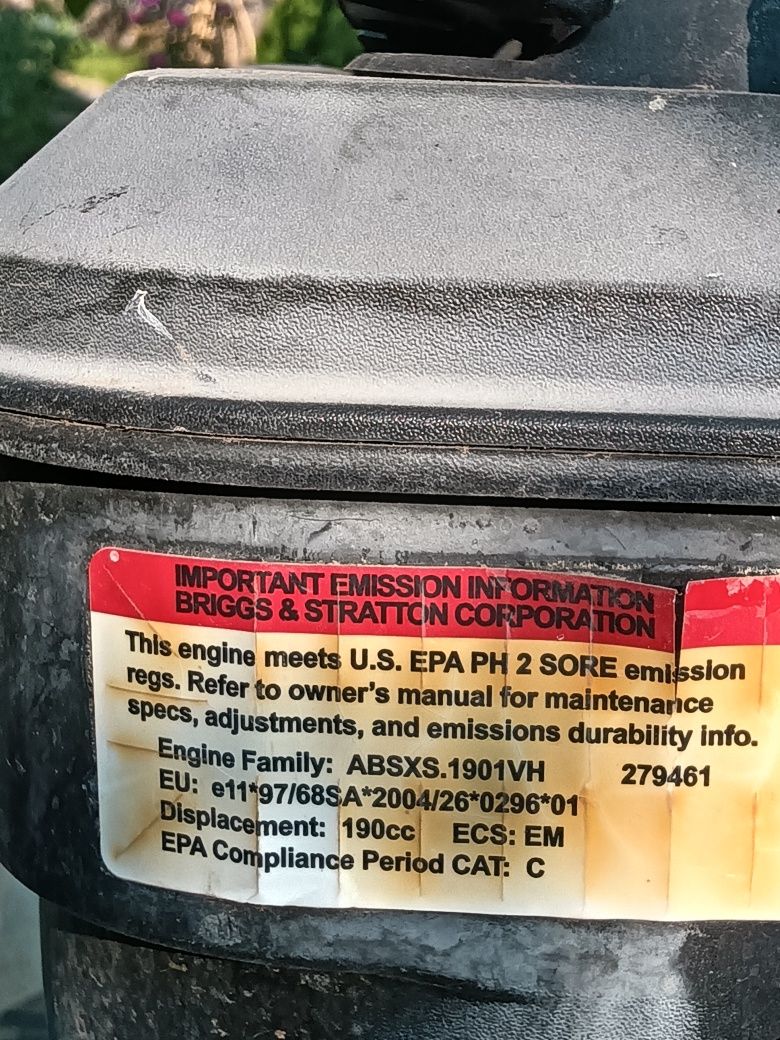 IMPORTANT EMISSION INFORMATION
BRIGGS & STRATTON CORPORATION
This engine meets U.S. EPA PH 2 SORE emission
regs. Refer to owner's manual for maintenance
specs, adjustments, and emissions durability info.
Engine Family: ABSXS.1901VH 279461
EU: e11*97/68SA*2004/26*0296*01
Displacement: 190cc ECS: EM
EPA Compliance Period CAT: C